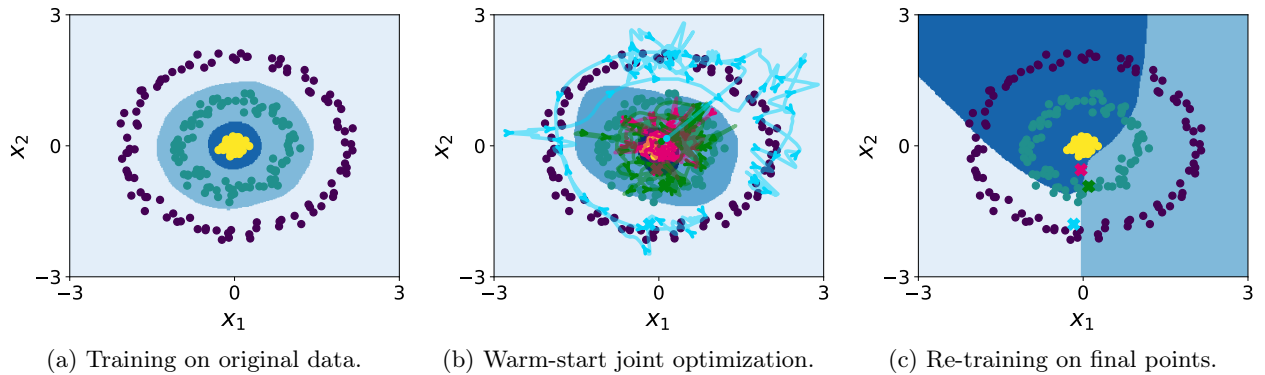 3
x₂
0
−3
−3
0
3
x₁
3
x₂
0
−3
−3
0
3
x₁
3
x₂
0
−3
−3
0
3
x₁
(a) Training on original data.
(b) Warm-start joint optimization.
(c) Re-training on final points.